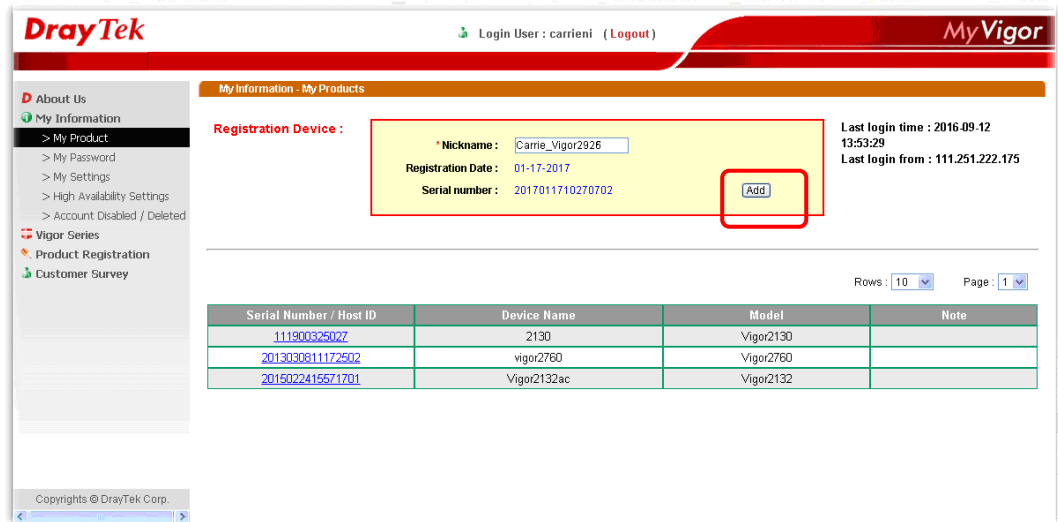 DrayTek
Login User : carrieni (Logout)
MyVigor
About Us
My Information
> My Product
> My Password
> My Settings
> High Availability Settings
> Account Disabled / Deleted
Vigor Series
Product Registration
Customer Survey
Copyrights © DrayTek Corp.
My Information - My Products
Registration Device :
* Nickname : Carrie_Vigor2926
Registration Date : 01-17-2017
Serial number : 2017011710270702
Add
Last login time : 2016-09-12
13:53:29
Last login from : 111.251.222.175
Rows : 10 Page : 1
Serial Number / Host ID Device Name Model Note
111900325027 2130 Vigor2130
2013030811172502 vigor2760 Vigor2760
2015022415571701 Vigor2132ac Vigor2132